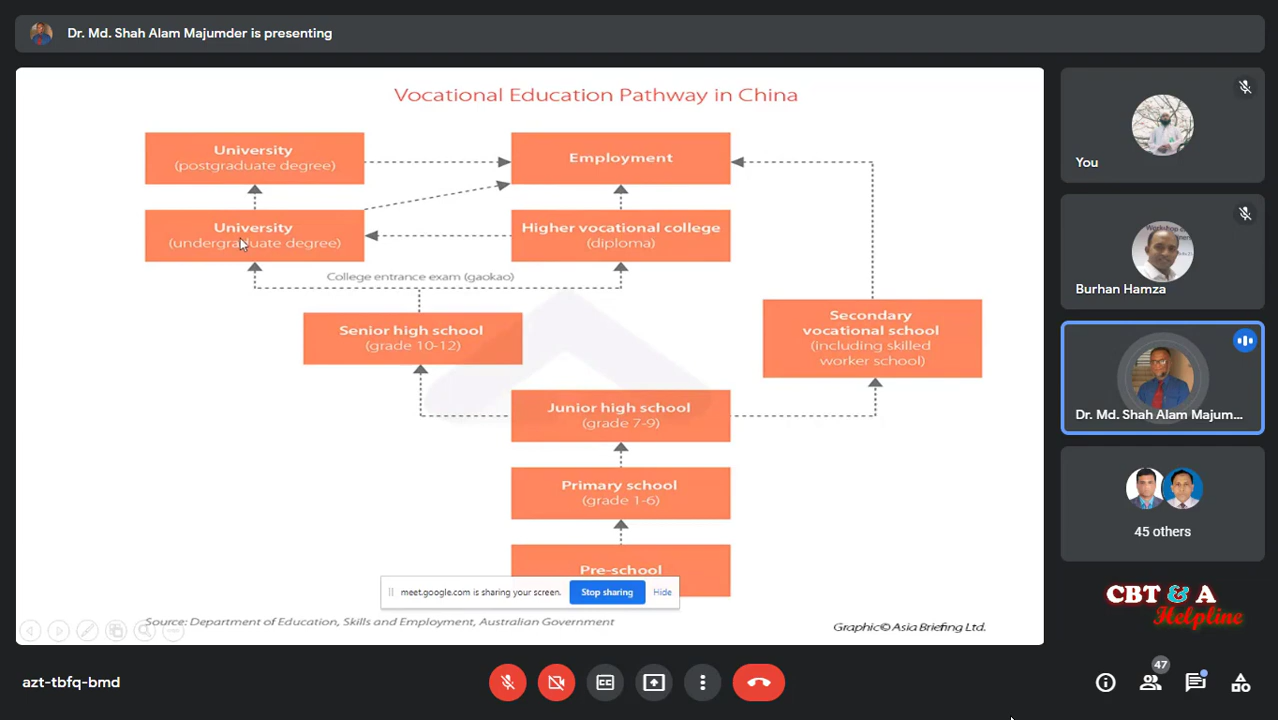 Dr. Md. Shah Alam Majumder is presenting
Vocational Education Pathway in China
University
(postgraduate degree)
Employment
University
(undergraduate degree)
Higher vocational college
(diploma)
College entrance exam (gaokao)
Senior high school
(grade 10-12)
Secondary
vocational school
(including skilled
worker school)
Junior high school
(grade 7-9)
Primary school
(grade 1-6)
Pre-school
meet.google.com is sharing your screen.
Stop sharing
Hide
Source: Department of Education, Skills and Employment, Australian Government
Graphic© Asia Briefing Ltd.
You
Burhan Hamza
Dr. Md. Shah Alam Majum...
45 others
CBT & A
Helpline
azt-tbfq-bmd
CC
47